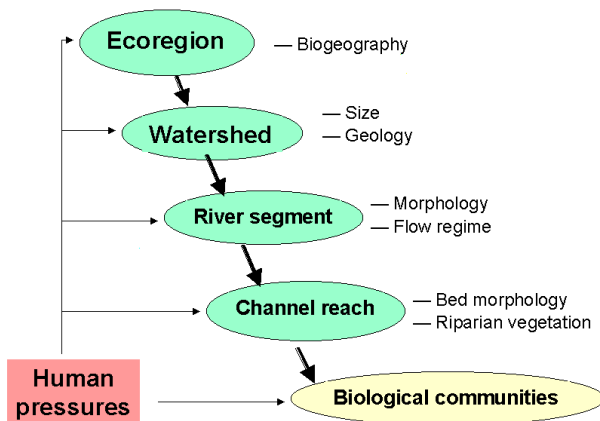 Ecoregion
— Biogeography
Watershed
— Size
— Geology
River segment
— Morphology
— Flow regime
Channel reach
— Bed morphology
— Riparian vegetation
Human
pressures
Biological communities